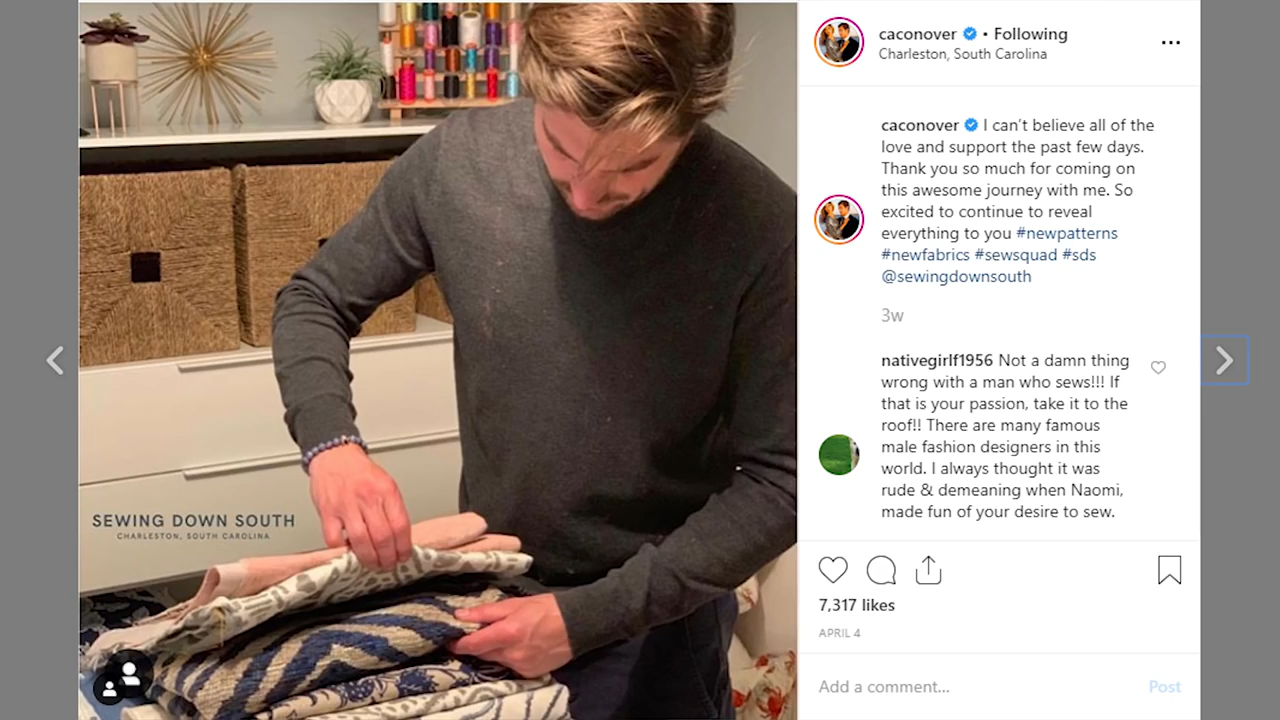 SEWING DOWN SOUTH
CHARLESTON, SOUTH CAROLINA
caconover • Following
Charleston, South Carolina
caconover I can't believe all of the
love and support the past few days.
Thank you so much for coming on
this awesome journey with me. So
excited to continue to reveal
everything to you #newpatterns
#newfabrics #sewsquad #sds
@sewingdownsouth
3w
nativegirlf1956 Not a damn thing
wrong with a man who sews!!! If
that is your passion, take it to the
roof!! There are many famous
male fashion designers in this
world. I always thought it was
rude & demeaning when Naomi,
made fun of your desire to sew.
7,317 likes
APRIL 4
Add a comment...
Post